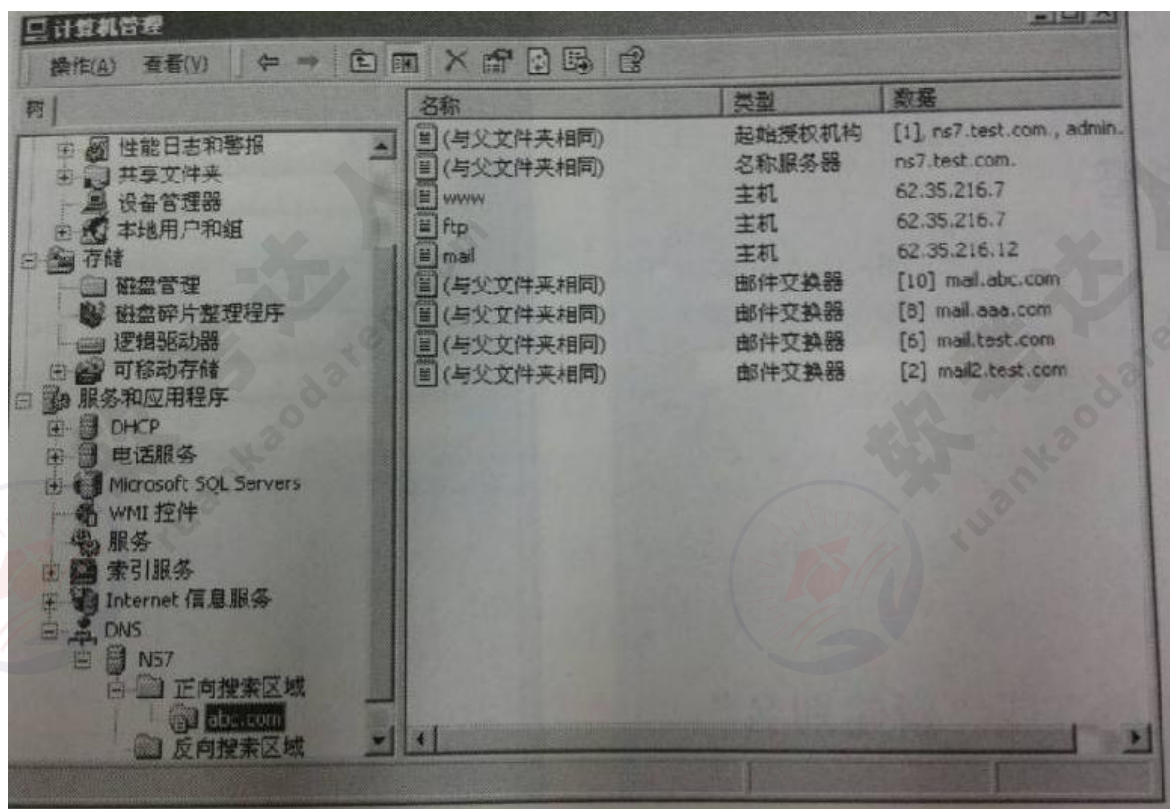 计算机管理
操作(A) 查看(V)
树
性能日志和警报
共享文件夹
设备管理器
本地用户和组
存储
磁盘管理
磁盘碎片整理程序
逻辑驱动器
可移动存储
服务和应用程序
DHCP
电话服务
Microsoft SQL Servers
WMI 控件
服务
索引服务
Internet 信息服务
DNS
NS7
正向搜索区域
abc.com
反向搜索区域
名称 类型 数据
(与父文件夹相同) 起始授权机构 [1], ns7.test.com., admin.
(与父文件夹相同) 名称服务器 ns7.test.com.
www 主机 62.35.216.7
ftp 主机 62.35.216.7
mail 主机 62.35.216.12
(与父文件夹相同) 邮件交换器 [10] mail.abc.com
(与父文件夹相同) 邮件交换器 [8] mail.aaa.com
(与父文件夹相同) 邮件交换器 [6] mail.test.com
(与父文件夹相同) 邮件交换器 [2] mail2.test.com
软考达人
ruankaodaren